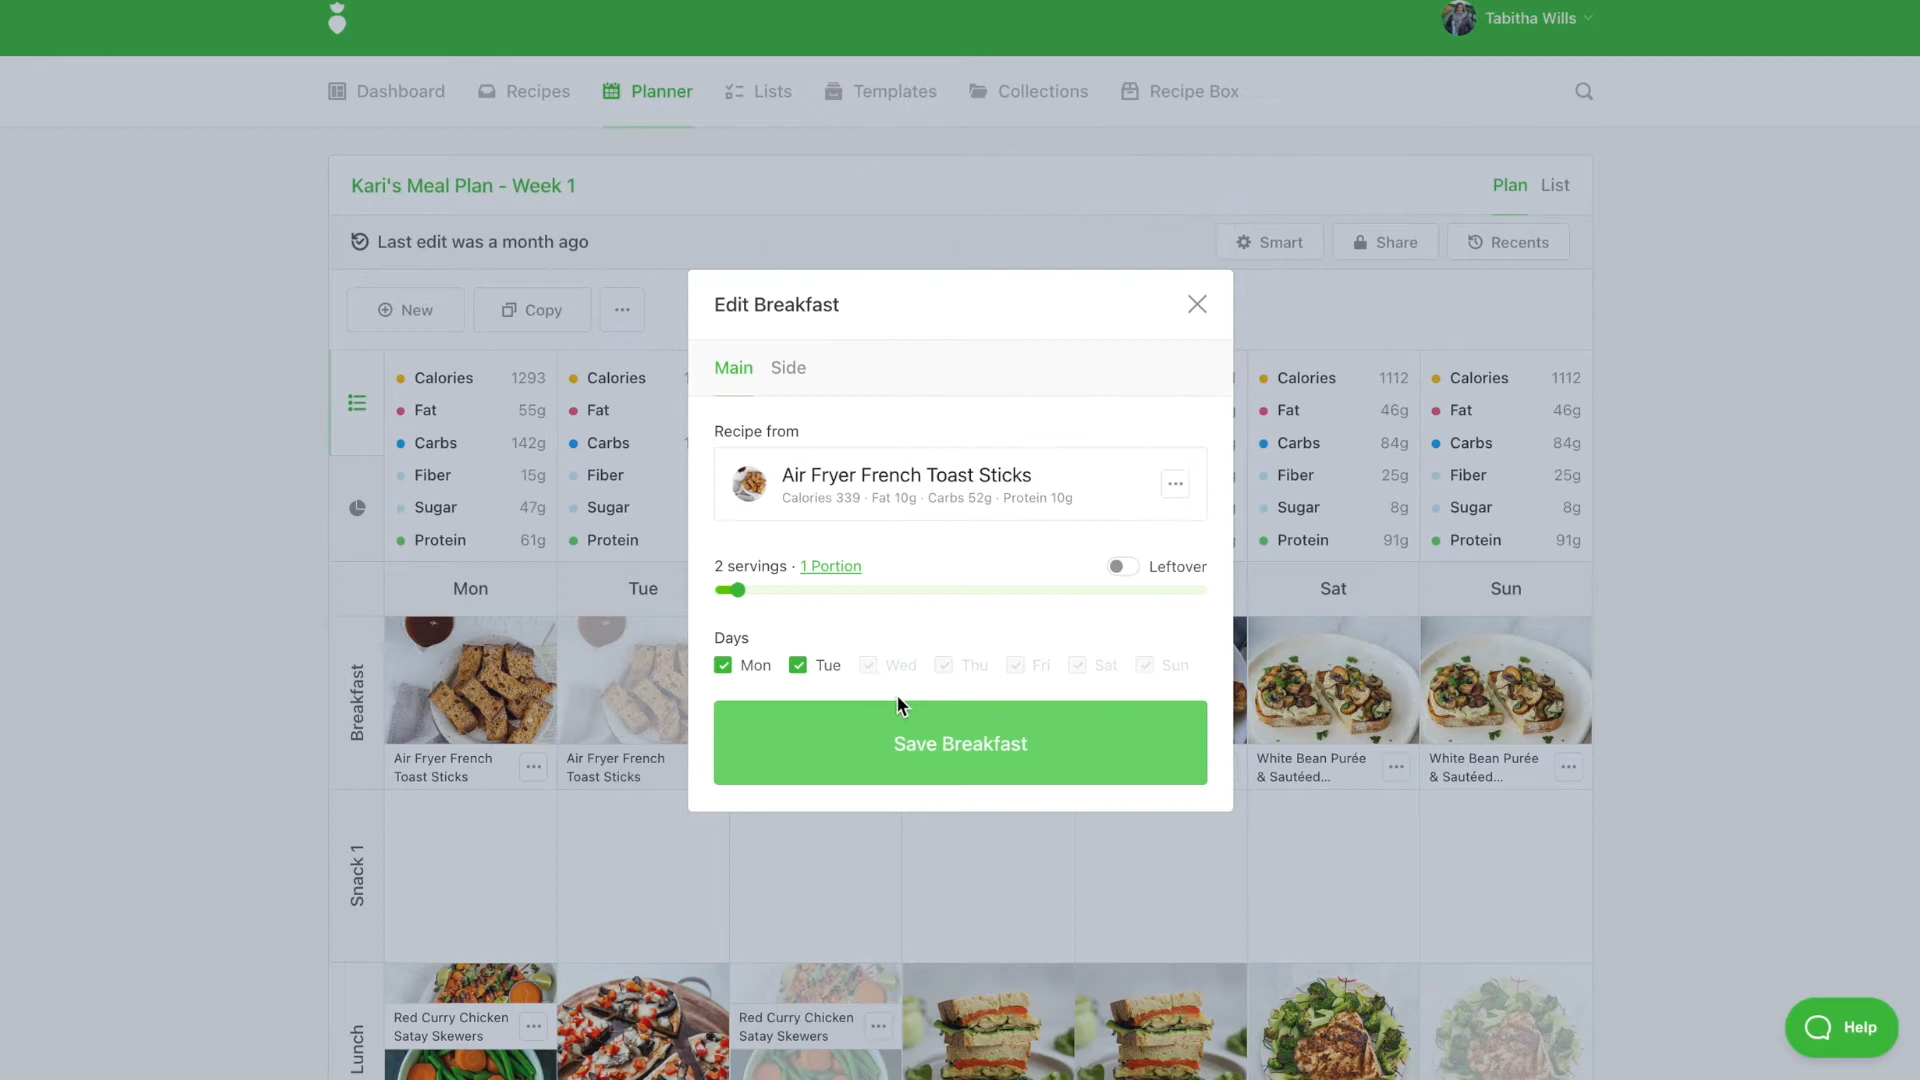 Tabitha Wills
Dashboard Recipes Planner Lists Templates Collections Recipe Box
Kari's Meal Plan - Week 1
Plan List
Last edit was a month ago
Smart Share Recents
New Copy
Edit Breakfast
Main Side
Recipe from
Air Fryer French Toast Sticks
Calories 339 · Fat 10g · Carbs 52g · Protein 10g
2 servings · 1 Portion
Leftover
Days
Mon Tue Wed Thu Fri Sat Sun
Save Breakfast
Calories 1293 Calories Calories 1112 Calories 1112
Fat 55g Fat Fat 46g Fat 46g
Carbs 142g Carbs Carbs 84g Carbs 84g
Fiber 15g Fiber Fiber 25g Fiber 25g
Sugar 47g Sugar Sugar 8g Sugar 8g
Protein 61g Protein Protein 91g Protein 91g
Mon Tue Sat Sun
Breakfast
Air Fryer French Air Fryer French White Bean Purée White Bean Purée
Toast Sticks Toast Sticks & Sautéed... & Sautéed...
Snack 1
Lunch
Red Curry Chicken Red Curry Chicken
Satay Skewers Satay Skewers
Help